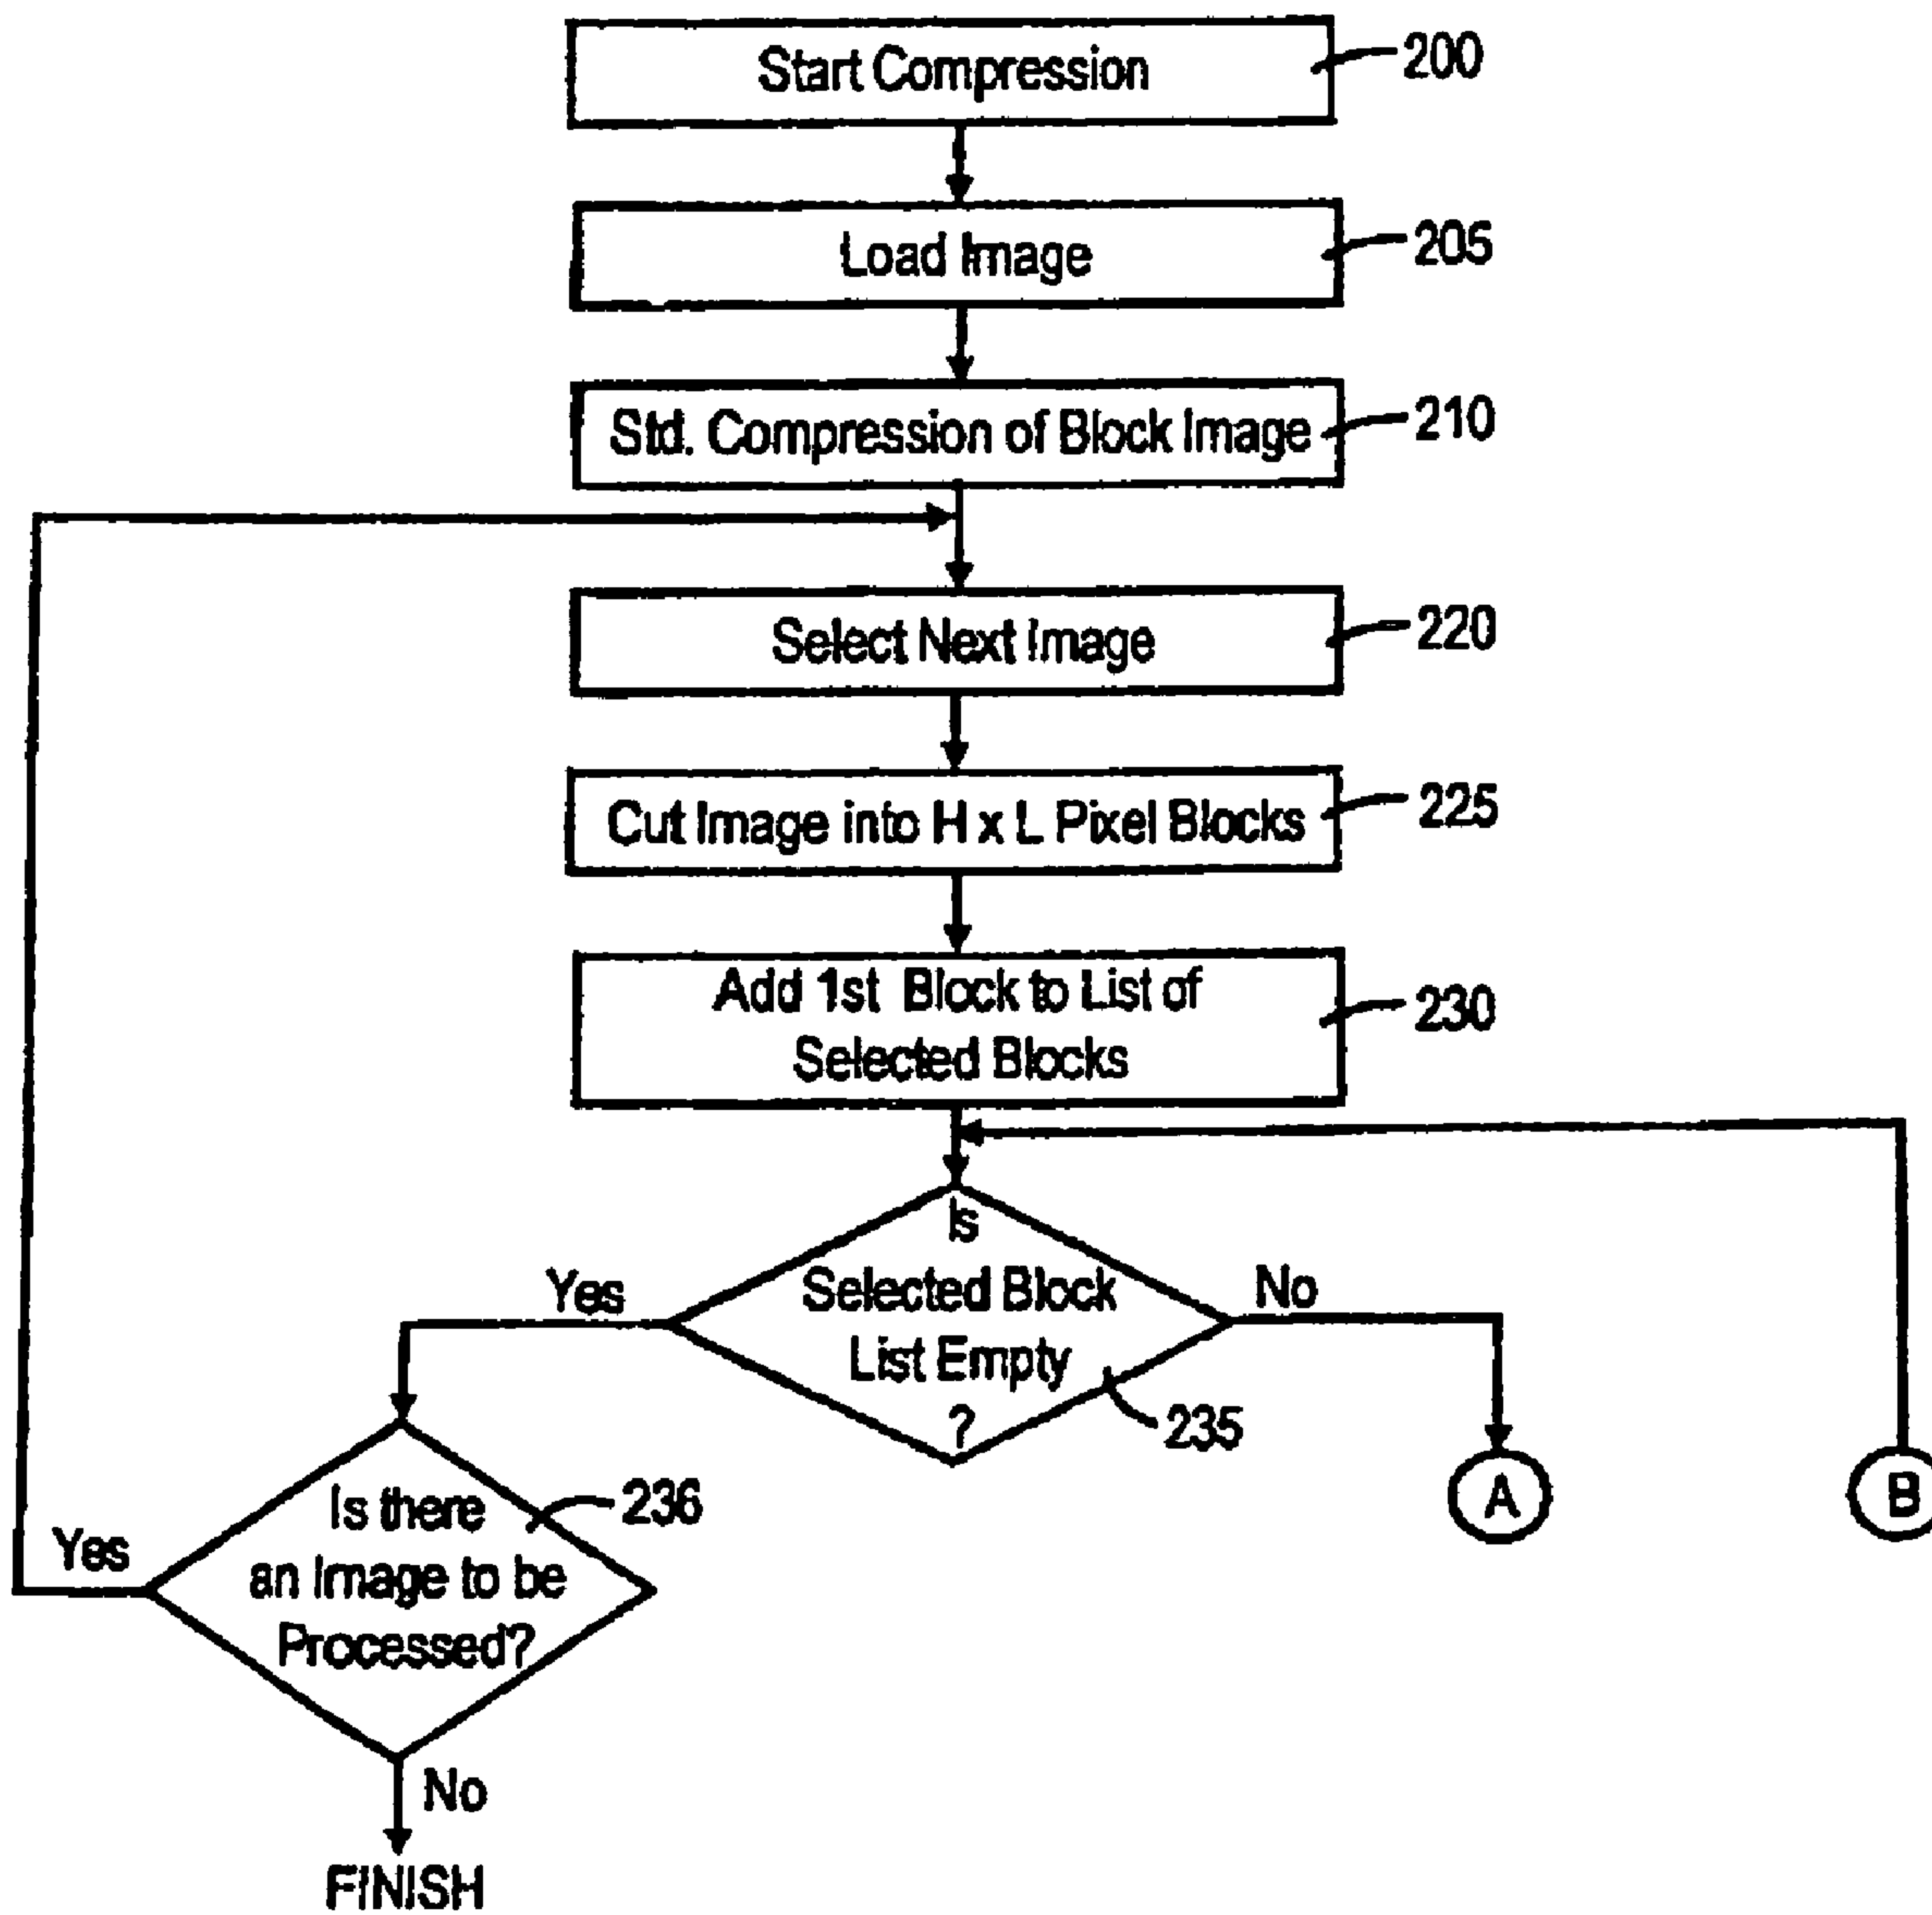 Start Compression
200
Load Image
205
Std. Compression of Block Image
210
Select Next Image
220
Cut Image into H x L Pixel Blocks
225
Add 1st Block to List of
Selected Blocks
230
Is
Selected Block
List Empty
?
235
Yes
No
Is there
an Image to be
Processed?
236
Yes
No
FINISH
A
B